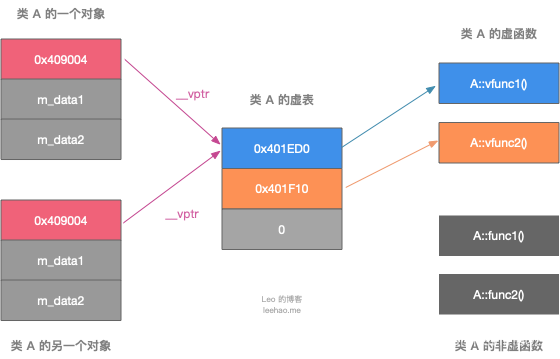 类 A 的一个对象
0x409004
m_data1
m_data2
__vptr
类 A 的虚表
0x401ED0
0x401F10
0
类 A 的虚函数
A::vfunc1()
A::vfunc2()
0x409004
m_data1
m_data2
__vptr
类 A 的另一个对象
Leo 的博客
leehao.me
A::func1()
A::func2()
类 A 的非虚函数